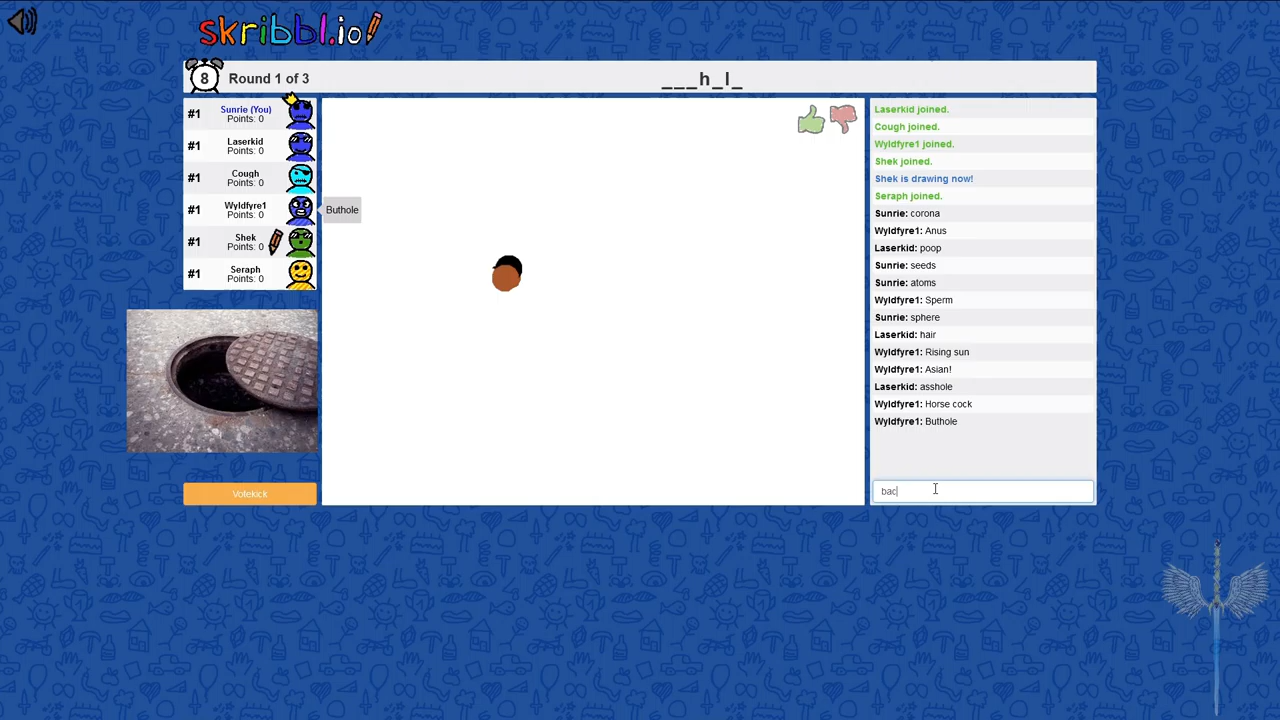 skribbl.io
8
Round 1 of 3
___h_l_
#1
Sunrie (You)
Points: 0
#1
Laserkid
Points: 0
#1
Cough
Points: 0
#1
Wyldfyre1
Points: 0
Buthole
#1
Shek
Points: 0
#1
Seraph
Points: 0
Votekick
Laserkid joined.
Cough joined.
Wyldfyre1 joined.
Shek joined.
Shek is drawing now!
Seraph joined.
Sunrie: corona
Wyldfyre1: Anus
Laserkid: poop
Sunrie: seeds
Sunrie: atoms
Wyldfyre1: Sperm
Sunrie: sphere
Laserkid: hair
Wyldfyre1: Rising sun
Wyldfyre1: Asian!
Laserkid: asshole
Wyldfyre1: Horse cock
Wyldfyre1: Buthole
bac